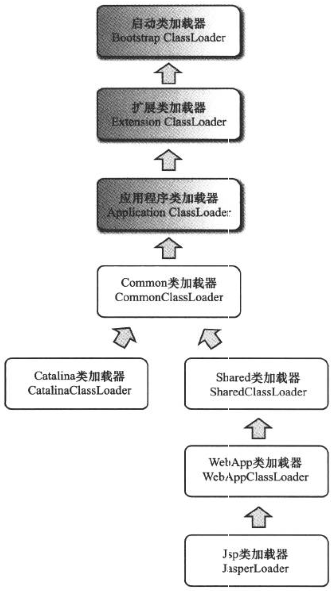 启动类加载器
Bootstrap ClassLoader
扩展类加载器
Extension ClassLoader
应用程序类加载器
Application ClassLoader
Common类加载器
CommonClassLoader
Catalina类加载器
CatalinaClassLoader
Shared类加载器
SharedClassLoader
WebApp类加载器
WebAppClassLoader
Jsp类加载器
JasperLoader